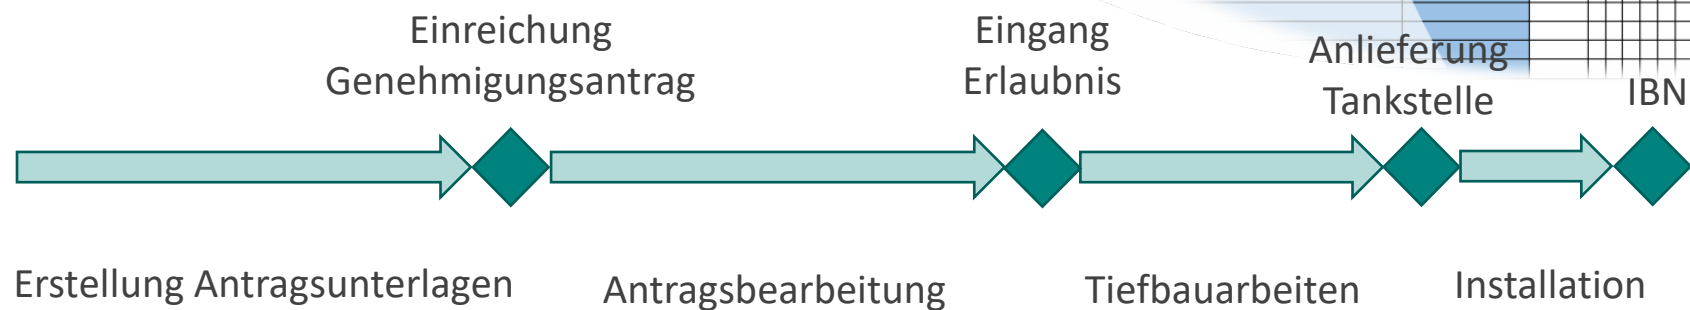 Einreichung
Genehmigungsantrag
Eingang
Erlaubnis
Anlieferung
Tankstelle
IBN
Erstellung Antragsunterlagen
Antragsbearbeitung
Tiefbauarbeiten
Installation